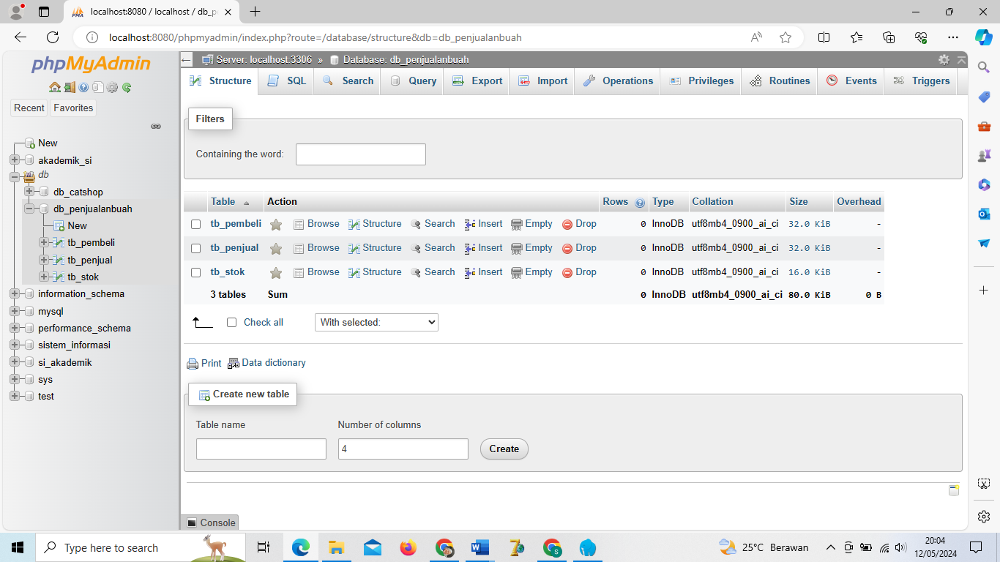 localhost:8080 / localhost / db_p
localhost:8080/phpmyadmin/index.php?route=/database/structure&db=db_penjualanbuah
phpMyAdmin
Recent Favorites
New
akademik_si
db
db_catshop
db_penjualanbuah
New
tb_pembeli
tb_penjual
tb_stok
information_schema
mysql
performance_schema
sistem_informasi
si_akademik
sys
test
Server: localhost:3306 » Database: db_penjualanbuah
Structure SQL Search Query Export Import Operations Privileges Routines Events Triggers
Filters
Containing the word:
Table Action Rows Type Collation Size Overhead
tb_pembeli Browse Structure Search Insert Empty Drop 0 InnoDB utf8mb4_0900_ai_ci 32.0 KiB -
tb_penjual Browse Structure Search Insert Empty Drop 0 InnoDB utf8mb4_0900_ai_ci 32.0 KiB -
tb_stok Browse Structure Search Insert Empty Drop 0 InnoDB utf8mb4_0900_ai_ci 16.0 KiB -
3 tables Sum 0 InnoDB utf8mb4_0900_ai_ci 80.0 KiB 0 B
Check all With selected:
Print Data dictionary
Create new table
Table name Number of columns
4 Create
Console
Type here to search 25°C Berawan 20:04
12/05/2024